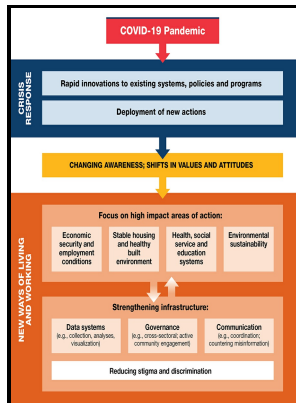 COVID-19 Pandemic
CRISIS
RESPONSE
Rapid innovations to existing systems, policies and programs
Deployment of new actions
CHANGING AWARENESS; SHIFTS IN VALUES AND ATTITUDES
NEW WAYS OF LIVING
AND WORKING
Focus on high impact areas of action:
Economic
security and
employment
conditions
Stable housing
and healthy
built
environment
Health, social
service and
education
systems
Environmental
sustainability
Strengthening infrastructure:
Data systems
(e.g., collection, analyses,
visualization)
Governance
(e.g., cross-sectoral; active
community engagement)
Communication
(e.g., coordination;
countering misinformation)
Reducing stigma and discrimination